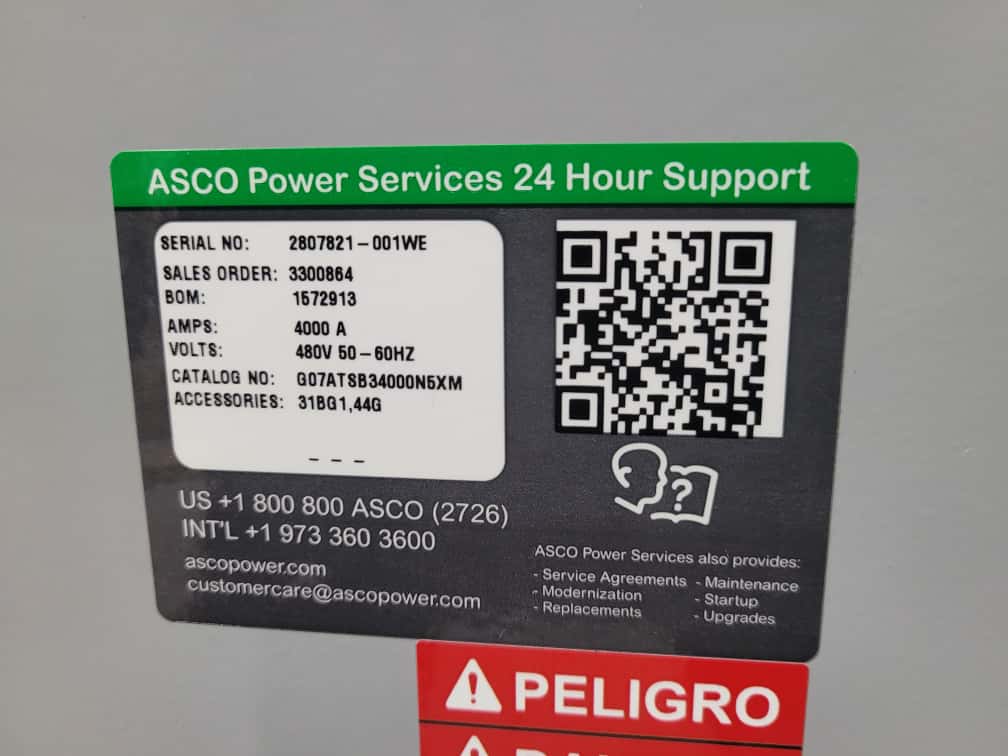 ASCO Power Services 24 Hour Support
SERIAL NO: 2807821-001WE
SALES ORDER: 3300864
BOM: 1572913
AMPS: 4000 A
VOLTS: 480V 50-60HZ
CATALOG NO: G07ATSB34000N5XM
ACCESSORIES: 31BG1,44G
- - -
US +1 800 800 ASCO (2726)
INT'L +1 973 360 3600
ascopower.com
customercare@ascopower.com
?
ASCO Power Services also provides:
- Service Agreements - Maintenance
- Modernization - Startup
- Replacements - Upgrades
PELIGRO